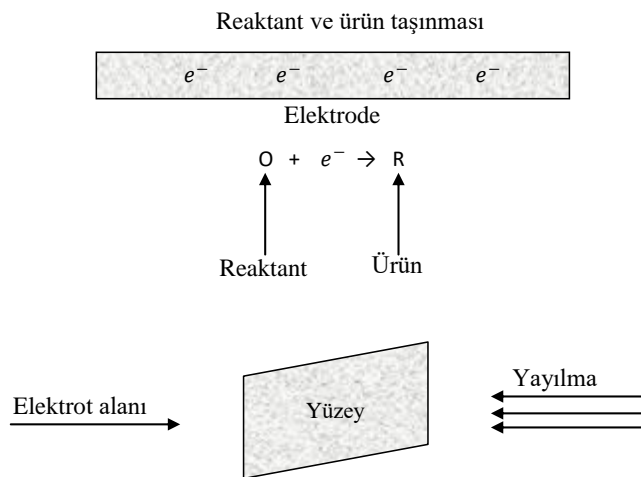 Reaktant ve ürün taşınması
e⁻ e⁻ e⁻ e⁻
Elektrode
O + e⁻ → R
Reaktant Ürün
Elektrot alanı Yüzey Yayılma